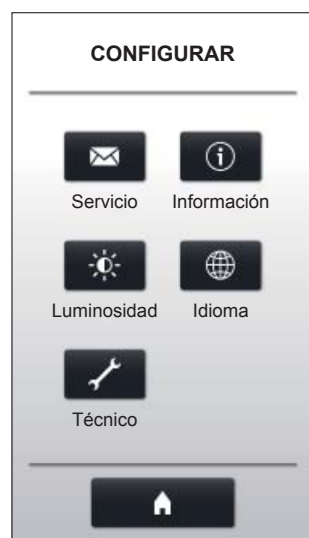 CONFIGURAR
Servicio
Información
Luminosidad
Idioma
Técnico